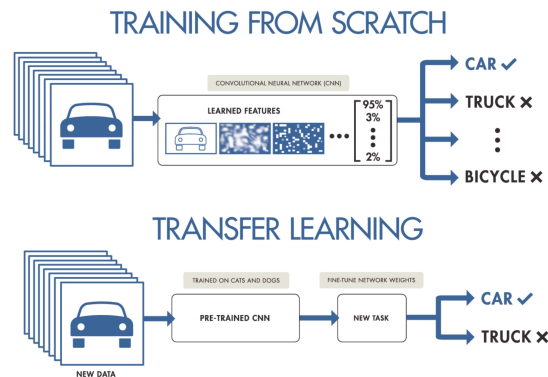 TRAINING FROM SCRATCH
CONVOLUTIONAL NEURAL NETWORK (CNN)
LEARNED FEATURES
95%
3%
2%
CAR ✓
TRUCK ✕
BICYCLE ✕
TRANSFER LEARNING
TRAINED ON CATS AND DOGS
FINE-TUNE NETWORK WEIGHTS
PRE-TRAINED CNN
NEW TASK
CAR ✓
TRUCK ✕
NEW DATA